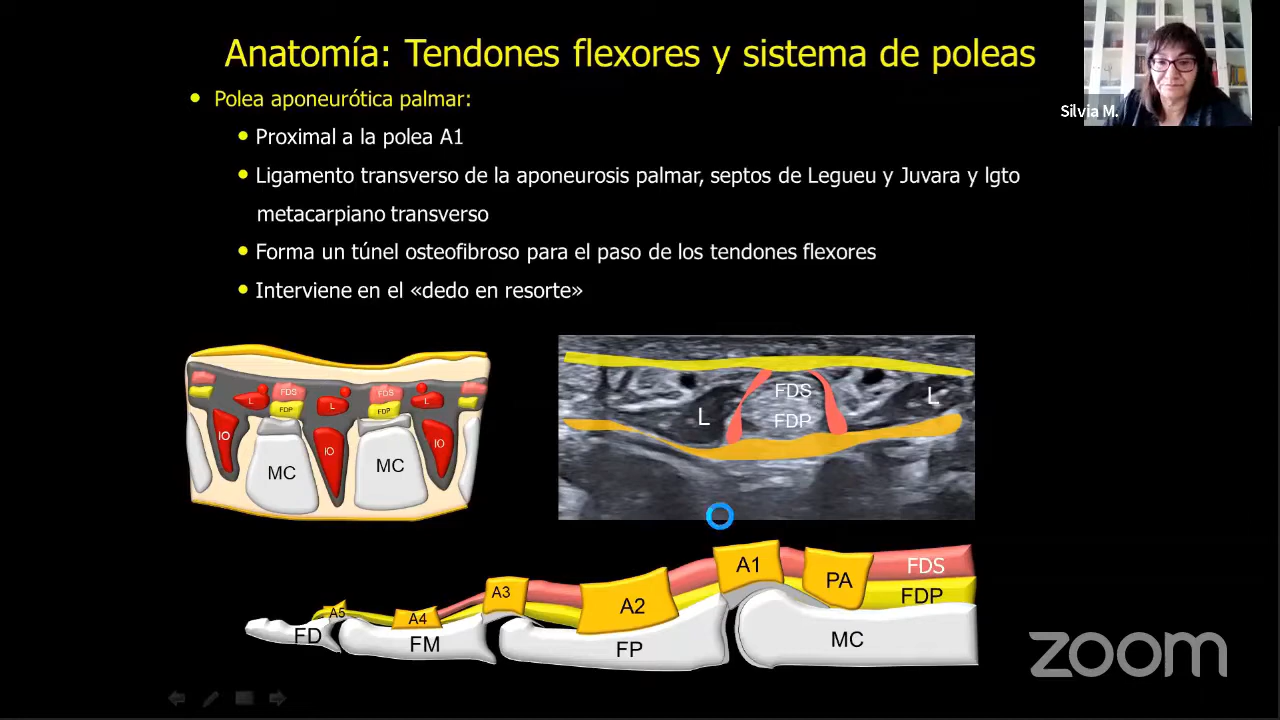 Anatomía: Tendones flexores y sistema de poleas
Silvia M.
Polea aponeurótica palmar:
Proximal a la polea A1
Ligamento transverso de la aponeurosis palmar, septos de Legueu y Juvara y lgto
metacarpiano transverso
Forma un túnel osteofibroso para el paso de los tendones flexores
Interviene en el «dedo en resorte»
FDS FDS
L L L
FDP FDP
IO IO IO
MC MC
FDS
FDP
L L
A1 PA FDS
FDP
A5 A4 A3 A2
FD FM FP MC
zoom